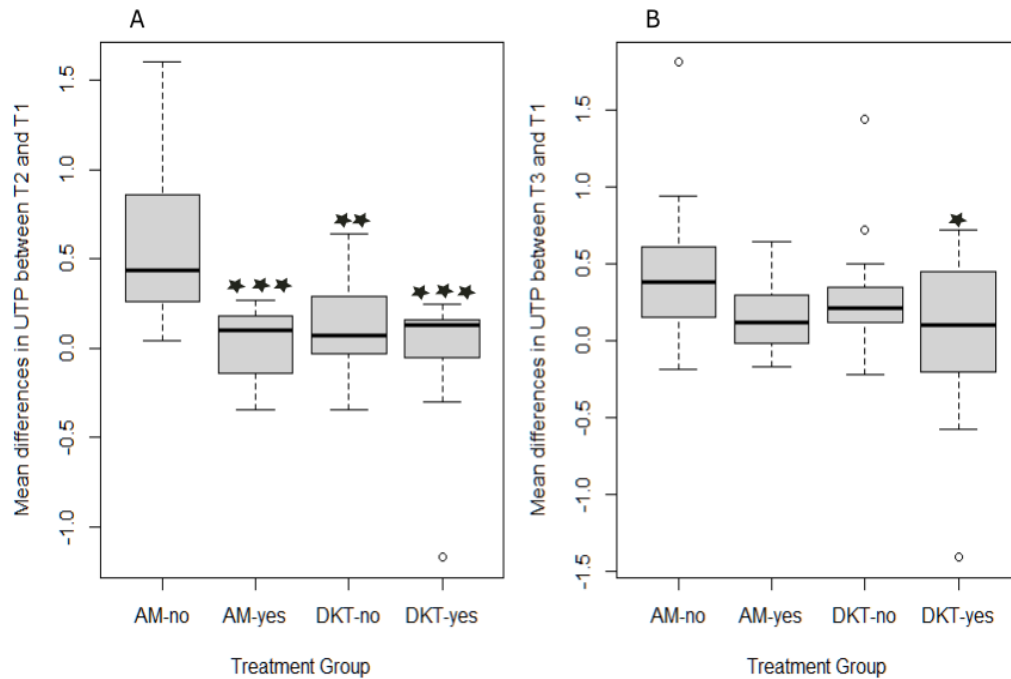 A
B
Mean differences in UTP between T2 and T1
1.5
1.0
0.5
0.0
-0.5
-1.0
AM-no AM-yes DKT-no DKT-yes
Treatment Group
Mean differences in UTP between T3 and T1
1.5
1.0
0.5
0.0
-0.5
-1.0
-1.5
AM-no AM-yes DKT-no DKT-yes
Treatment Group